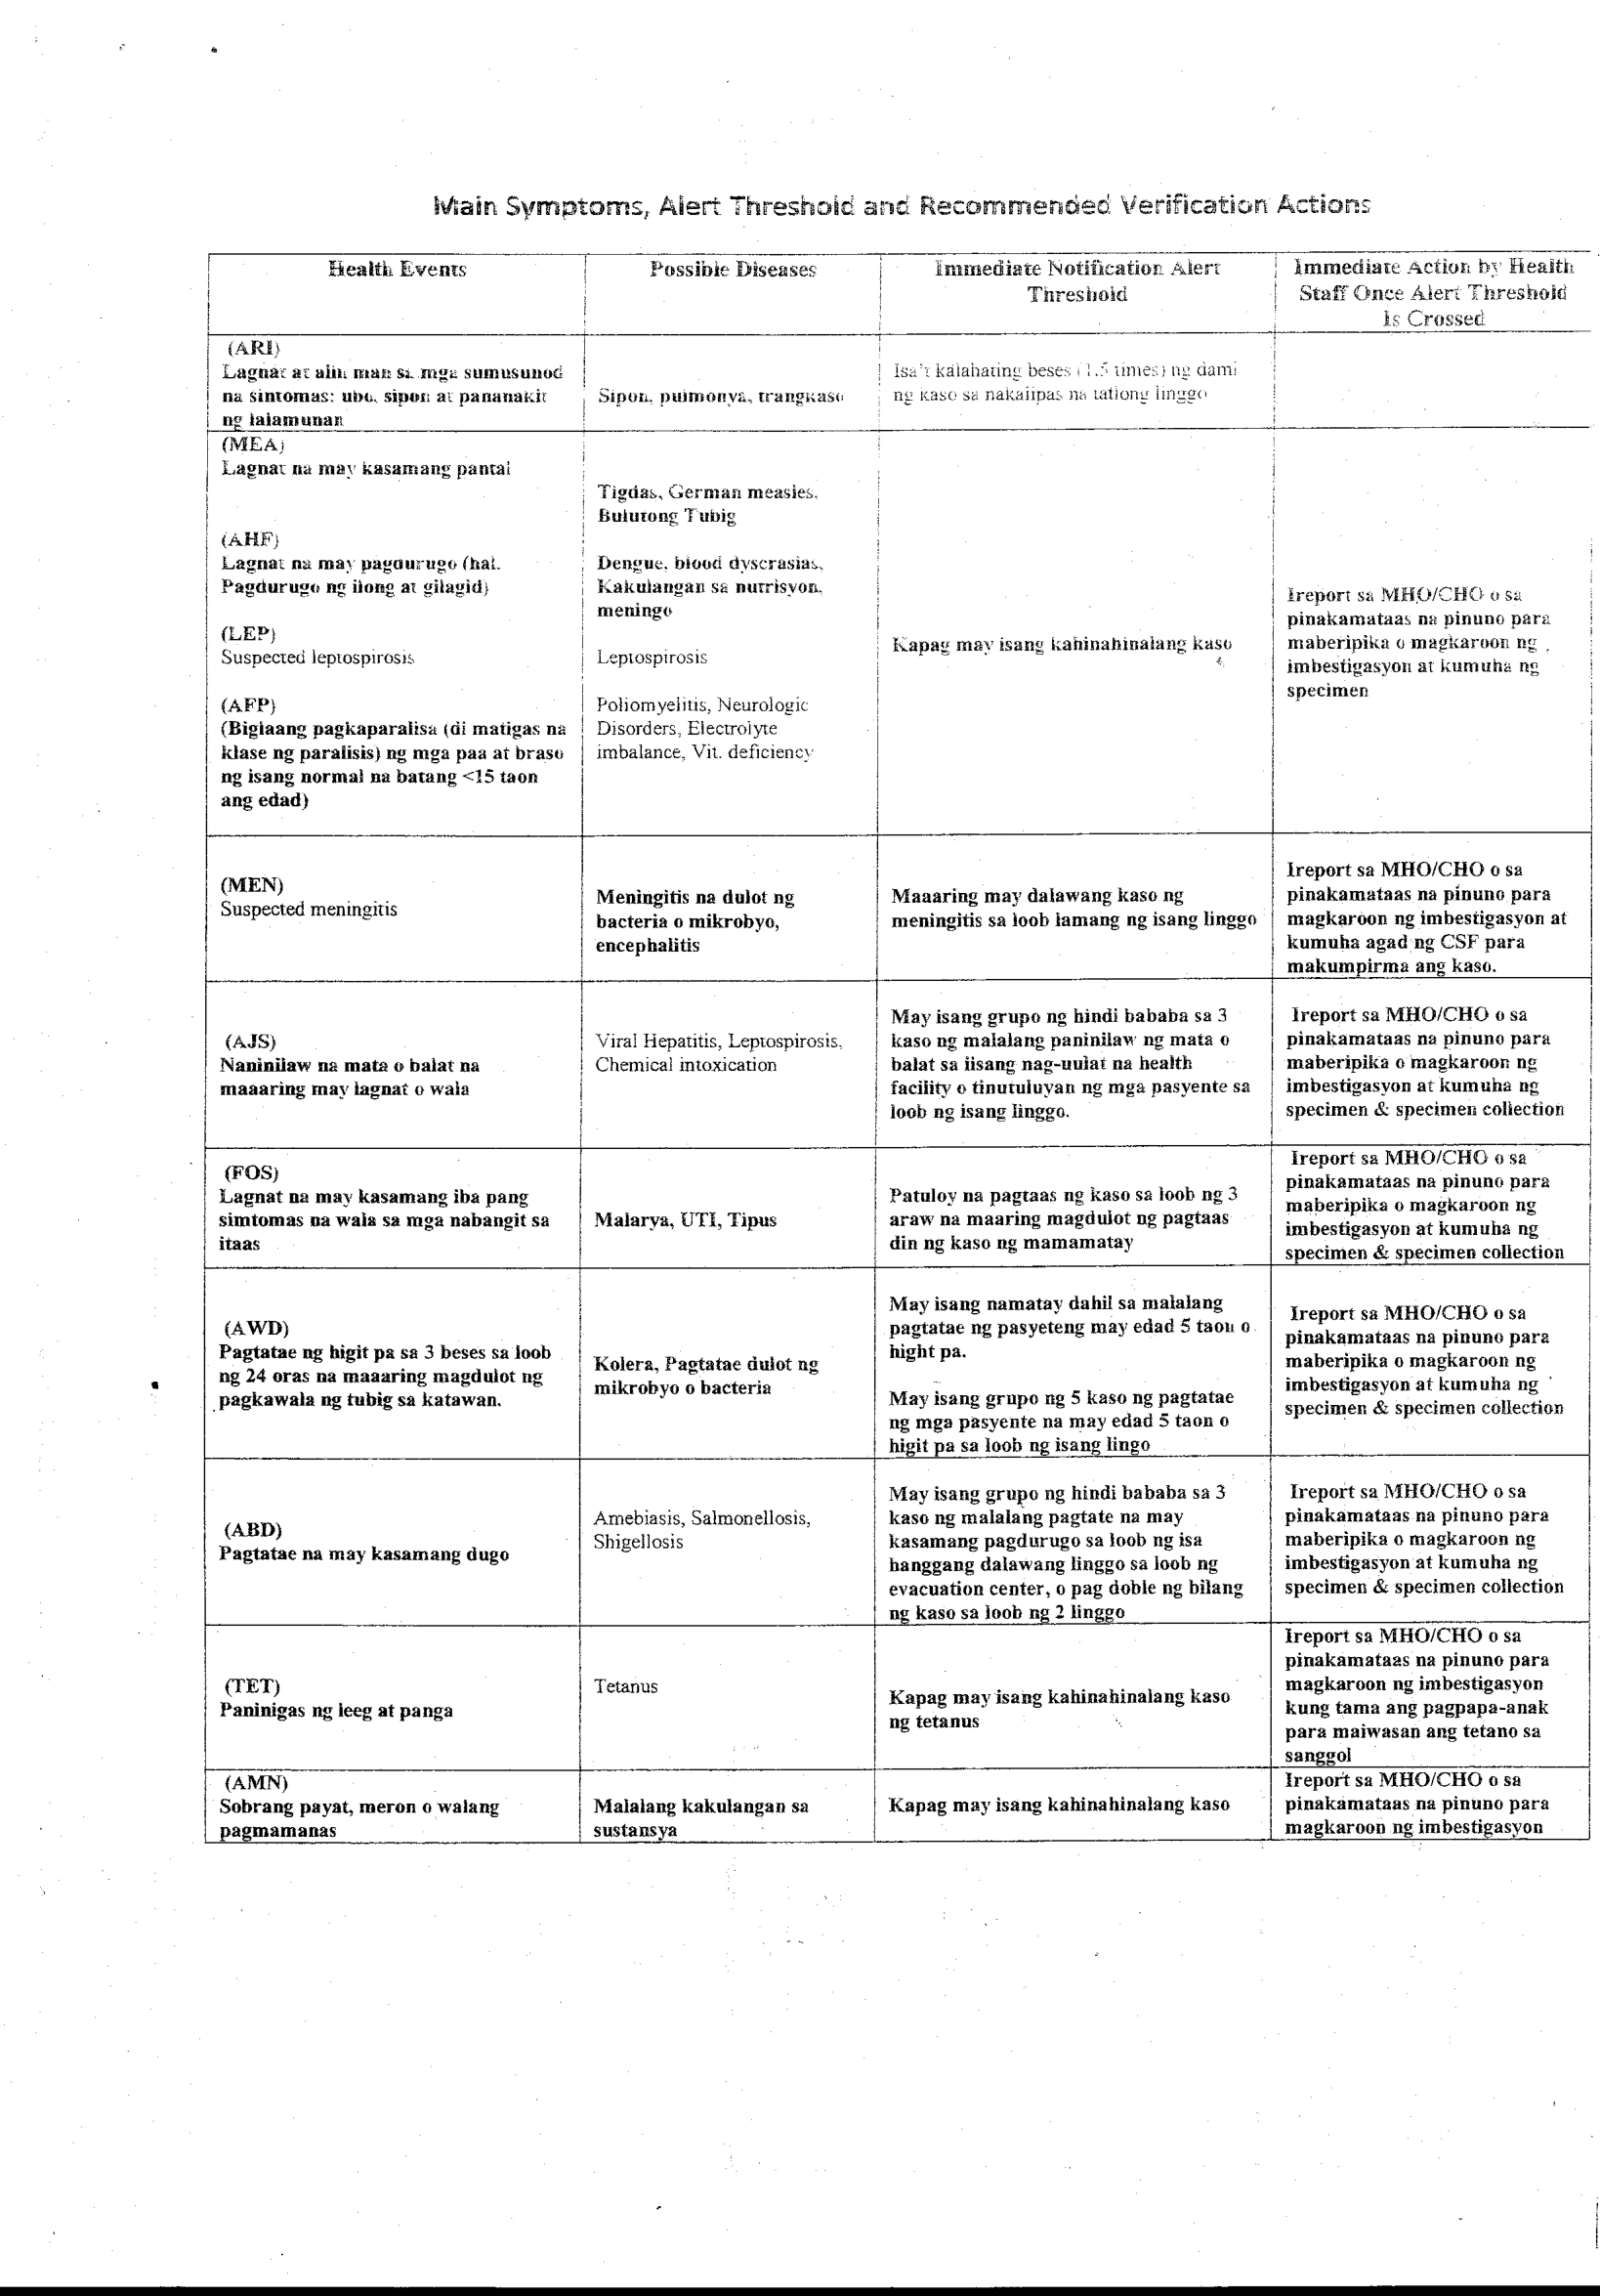 Main Symptoms, Alert Threshold and Recommended Verification Actions
Health Events
Possible Diseases
Immediate Notification Alert
Threshold
Immediate Action by Health
Staff Once Alert Threshold
is Crossed
(ARI)
Lagnat at alin man sa mga sumusunod
na sintomas: ubo, sipon at pananakit
ng lalamunan
Sipon, pulmonya, trangkaso
Isa't kalahating beses (1.5 times) ng dami
ng kaso sa nakalipas na tatlong linggo
(MEA)
Lagnat na may kasamang pantal
Tigdas, German measles,
Bulutong Tubig
(AHF)
Lagnat na may pagdurugo (hal.
Pagdurugo ng ilong at gilagid)
Dengue, blood dyscrasias,
Kakulangan sa nutrisyon,
meningo
(LEP)
Suspected leptospirosis
Leptospirosis
(AFP)
(Biglaang pagkaparalisa (di matigas na
klase ng paralisis) ng mga paa at braso
ng isang normal na batang <15 taon
ang edad)
Poliomyelitis, Neurologic
Disorders, Electrolyte
imbalance, Vit. deficiency
Kapag may isang kahinahinalang kaso
Ireport sa MHO/CHO o sa
pinakamataas na pinuno para
maberipika o magkaroon ng
imbestigasyon at kumuha ng
specimen
(MEN)
Suspected meningitis
Meningitis na dulot ng
bacteria o mikrobyo,
encephalitis
Maaaring may dalawang kaso ng
meningitis sa loob lamang ng isang linggo
Ireport sa MHO/CHO o sa
pinakamataas na pinuno para
magkaroon ng imbestigasyon at
kumuha agad ng CSF para
makumpirma ang kaso.
(AJS)
Naninilaw na mata o balat na
maaaring may lagnat o wala
Viral Hepatitis, Leptospirosis,
Chemical intoxication
May isang grupo ng hindi bababa sa 3
kaso ng malalang paninilaw ng mata o
balat sa iisang nag-uulat na health
facility o tinutuluyan ng mga pasyente sa
loob ng isang linggo.
Ireport sa MHO/CHO o sa
pinakamataas na pinuno para
maberipika o magkaroon ng
imbestigasyon at kumuha ng
specimen & specimen collection
(FOS)
Lagnat na may kasamang iba pang
simtomas na wala sa mga nabangit sa
itaas
Malarya, UTI, Tipus
Patuloy na pagtaas ng kaso sa loob ng 3
araw na maaring magdulot ng pagtaas
din ng kaso ng mamamatay
Ireport sa MHO/CHO o sa
pinakamataas na pinuno para
maberipika o magkaroon ng
imbestigasyon at kumuha ng
specimen & specimen collection
(AWD)
Pagtatae ng higit pa sa 3 beses sa loob
ng 24 oras na maaaring magdulot ng
pagkawala ng tubig sa katawan.
Kolera, Pagtatae dulot ng
mikrobyo o bacteria
May isang namatay dahil sa malalang
pagtatae ng pasyeteng may edad 5 taon o
hight pa.
May isang grupo ng 5 kaso ng pagtatae
ng mga pasyente na may edad 5 taon o
higit pa sa loob ng isang lingo
Ireport sa MHO/CHO o sa
pinakamataas na pinuno para
maberipika o magkaroon ng
imbestigasyon at kumuha ng
specimen & specimen collection
(ABD)
Pagtatae na may kasamang dugo
Amebiasis, Salmonellosis,
Shigellosis
May isang grupo ng hindi bababa sa 3
kaso ng malalang pagtate na may
kasamang pagdurugo sa loob ng isa
hanggang dalawang linggo sa loob ng
evacuation center, o pag doble ng bilang
ng kaso sa loob ng 2 linggo
Ireport sa MHO/CHO o sa
pinakamataas na pinuno para
maberipika o magkaroon ng
imbestigasyon at kumuha ng
specimen & specimen collection
(TET)
Paninigas ng leeg at panga
Tetanus
Kapag may isang kahinahinalang kaso
ng tetanus
Ireport sa MHO/CHO o sa
pinakamataas na pinuno para
magkaroon ng imbestigasyon
kung tama ang pagpapa-anak
para maiwasan ang tetano sa
sanggol
(AMN)
Sobrang payat, meron o walang
pagmamanas
Malalang kakulangan sa
sustansya
Kapag may isang kahinahinalang kaso
Ireport sa MHO/CHO o sa
pinakamataas na pinuno para
magkaroon ng imbestigasyon